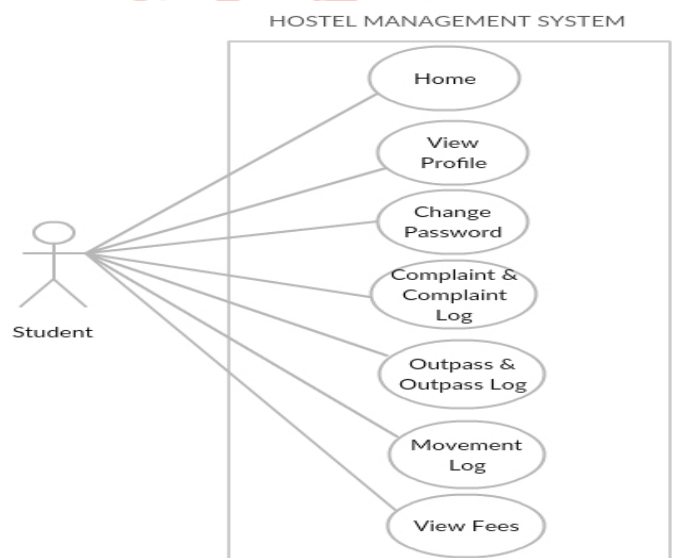 HOSTEL MANAGEMENT SYSTEM
Home
View
Profile
Change
Password
Complaint &
Complaint
Log
Outpass &
Outpass Log
Movement
Log
View Fees
Student